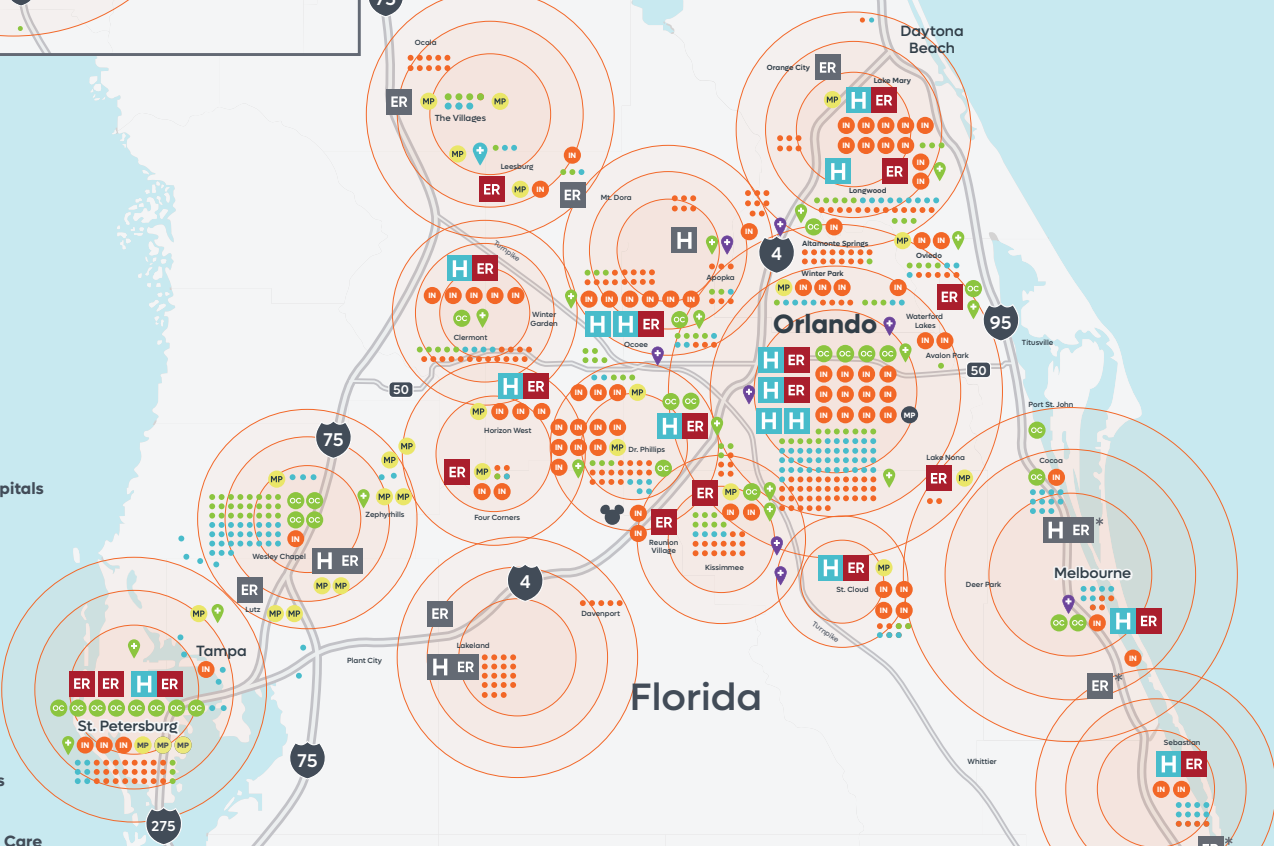 75
Daytona
Beach
Ocala
ER
Orange City
ER
Lake Mary
ER
MP
MP
The Villages
MP
H ER
IN IN IN IN IN
IN IN IN IN
MP
Leesburg
IN
H
ER
IN
IN
ER
MP
IN
ER
Mt. Dora
Longwood
IN
OC
IN
H
4
Altamonte Springs
MP
IN
IN
Oviedo
Turnpike
H ER
Apopka
Winter Park
MP IN IN IN
IN
ER
OC
IN IN IN IN IN
IN IN IN IN IN IN
OC
Winter
Garden
H H ER
OC
Orlando
Waterford
Lakes
95
Clermont
Ocoee
IN IN
Titusville
Avalon Park
H ER
OC OC OC OC
50
50
H ER
IN IN IN IN
MP
IN IN IN
Horizon West
IN IN IN MP
OC OC
H ER
IN IN IN IN
H H
IN IN IN IN
MP
Port St. John
OC
75
IN IN IN IN
H ER
IN IN IN MP
Dr. Phillips
MP
MP
IN
OC
Lake Nona
Cocoa
ER
MP
IN IN
ER
MP
OC
IN
pitals
MP
OC OC
OC OC
IN
MP MP
Zephyrhills
Four Corners
IN
IN
ER
Reunion
Village
ER
MP
OC
IN IN
Kissimmee
H ER *
Wesley Chapel
H ER
MP MP
ER
Lutz
MP MP
MP
4
Davenport
ER
H ER
MP
St. Cloud
IN IN
IN IN
Turnpike
Deer Park
Melbourne
OC OC IN
H ER
IN
ER *
Tampa
IN
Plant City
Lakeland
H ER
Florida
ER ER H ER
OC OC OC OC OC OC OC OC
St. Petersburg
IN IN IN MP MP MP
75
Whittier
Sebastian
H ER
IN IN
s
275
Care
ER *